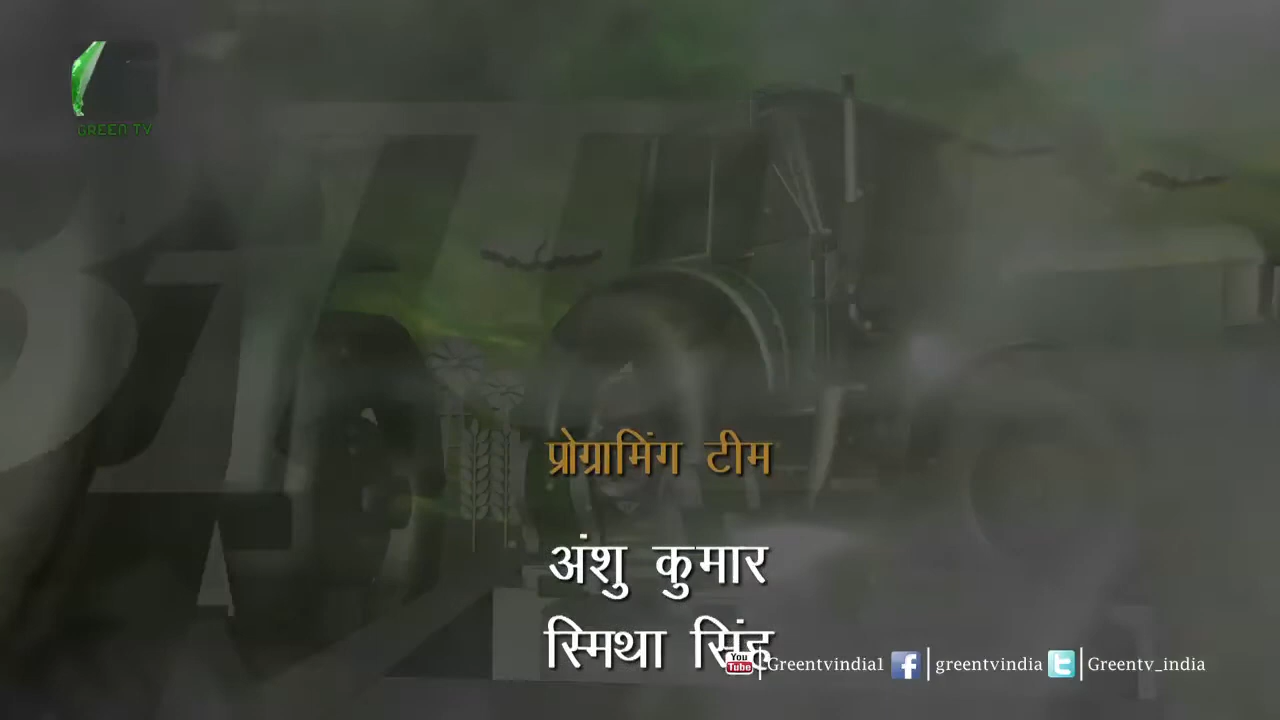 GREEN TV
प्रोग्रामिंग टीम
अंशु कुमार
स्मिथा सिंह
You Tube Greentvindia1 f greentvindia t Greentv_india